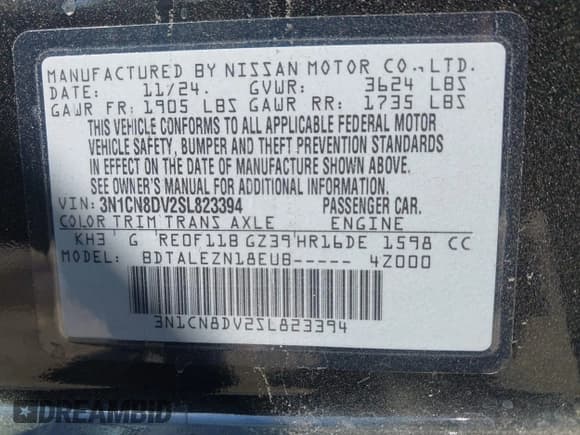 MANUFACTURED BY NISSAN MOTOR CO.,LTD.
DATE: 11/24. GVWR: 3624 LBS
GAWR FR: 1905 LBS GAWR RR: 1735 LBS
THIS VEHICLE CONFORMS TO ALL APPLICABLE FEDERAL MOTOR
VEHICLE SAFETY, BUMPER AND THEFT PREVENTION STANDARDS
IN EFFECT ON THE DATE OF MANUFACTURE SHOWN ABOVE.
SEE OWNER'S MANUAL FOR ADDITIONAL INFORMATION.
VIN: 3N1CN8DV2SL823394 PASSENGER CAR.
COLOR TRIM TRANS AXLE ENGINE
KH3 G RE0F11B GZ39 HR16DE 1598 CC
MODEL: BDTALEZN18EUB----- 4Z000
3N1CN8DV2SL823394
DREAMBID